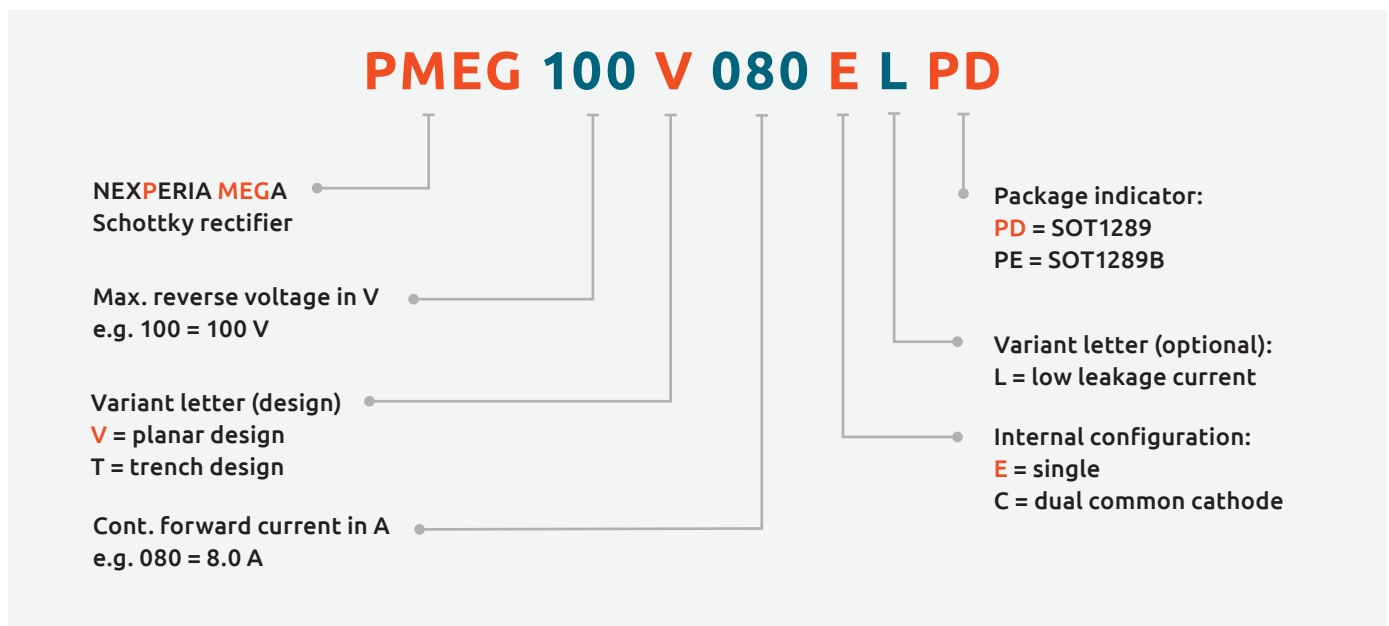 PMEG 100 V 080 E L PD
NEXPERIA MEGA
Schottky rectifier
Max. reverse voltage in V
e.g. 100 = 100 V
Variant letter (design)
V = planar design
T = trench design
Cont. forward current in A
e.g. 080 = 8.0 A
Package indicator:
PD = SOT1289
PE = SOT1289B
Variant letter (optional):
L = low leakage current
Internal configuration:
E = single
C = dual common cathode